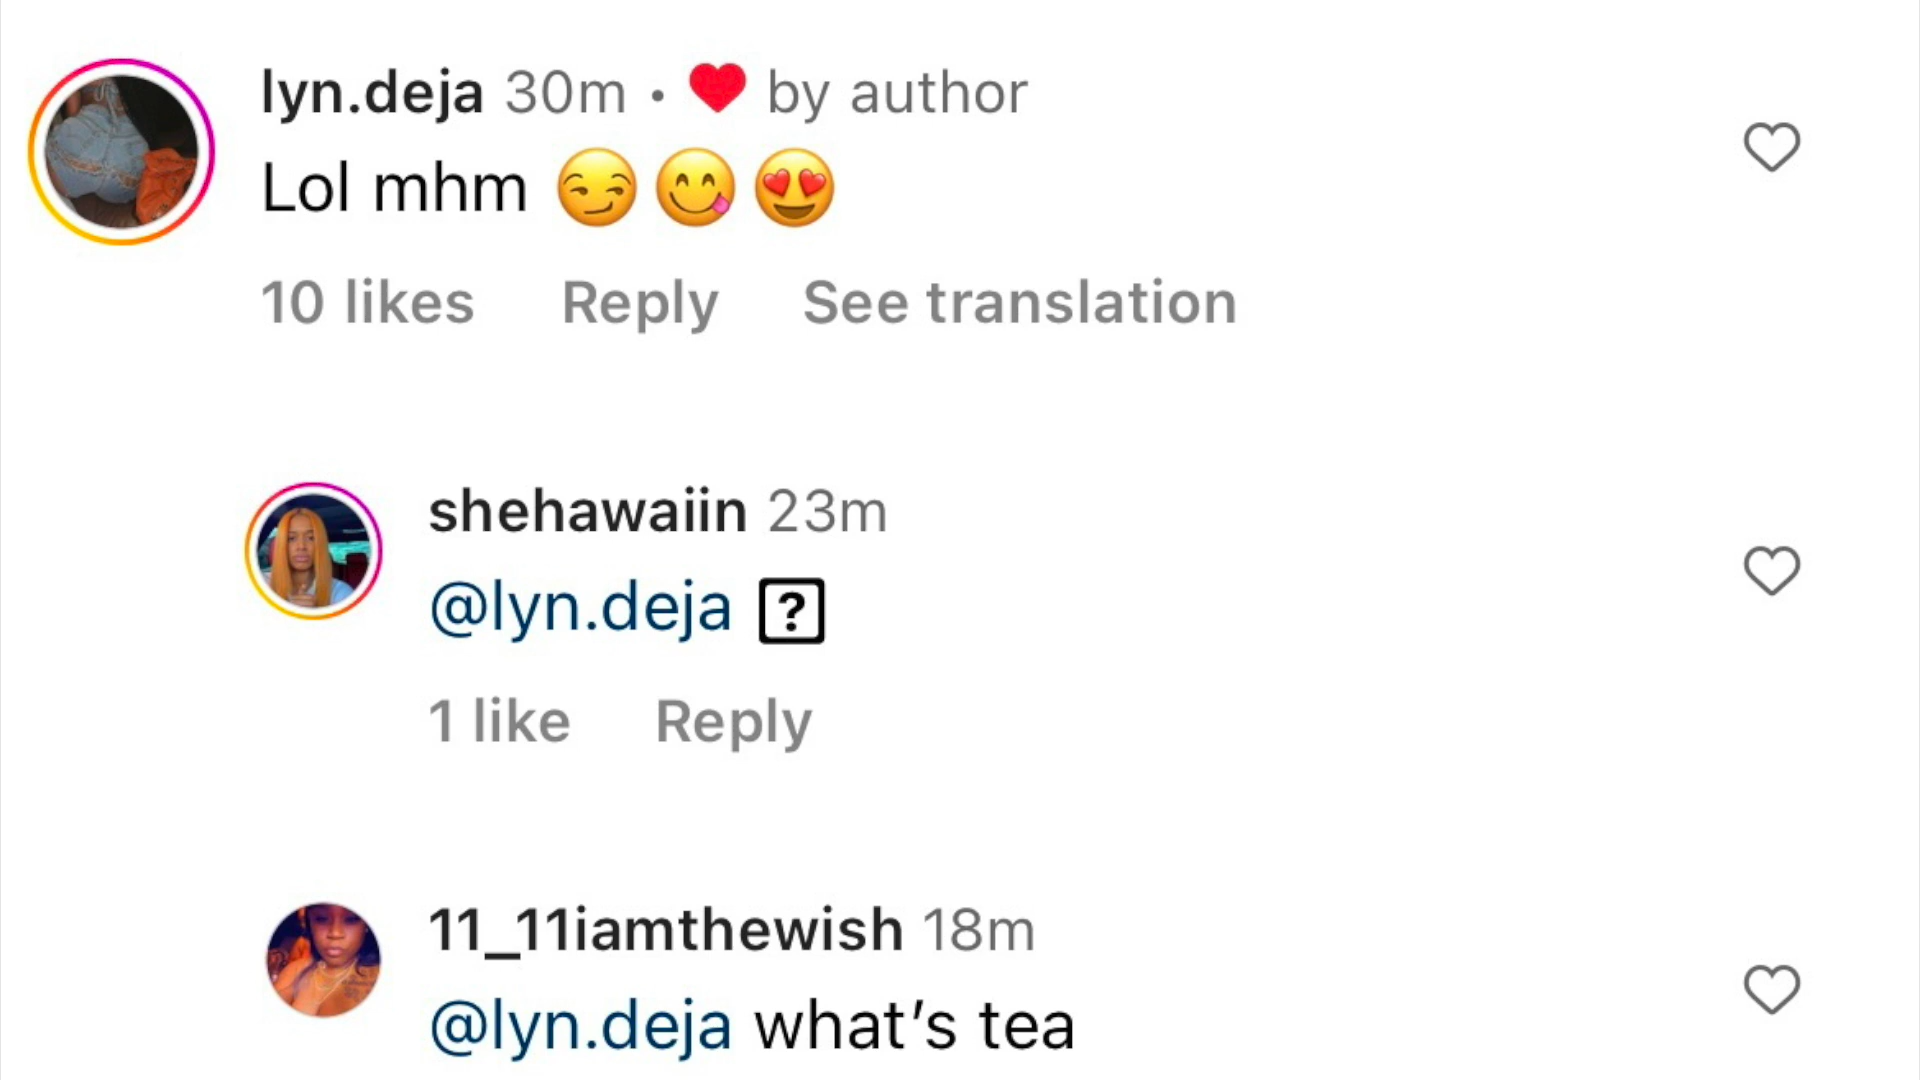 lyn.deja 30m • ❤️ by author
Lol mhm 😏😋😍
10 likes Reply See translation
shehawaiin 23m
@lyn.deja ⍰
1 like Reply
11_11iamthewish 18m
@lyn.deja what’s tea